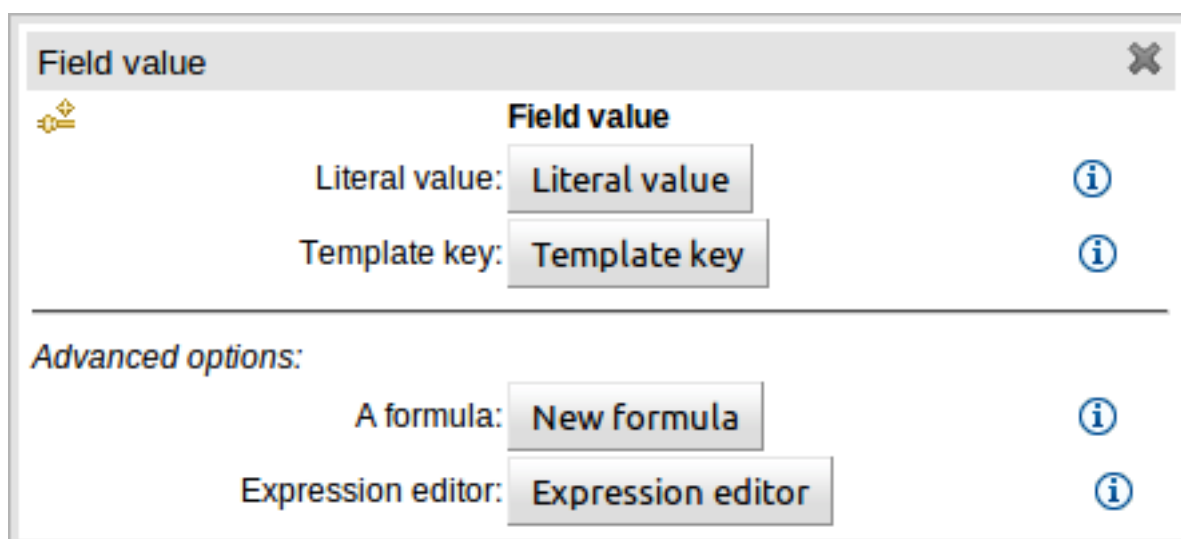 Field value
Field value
Literal value: Literal value
Template key: Template key
Advanced options:
A formula: New formula
Expression editor: Expression editor